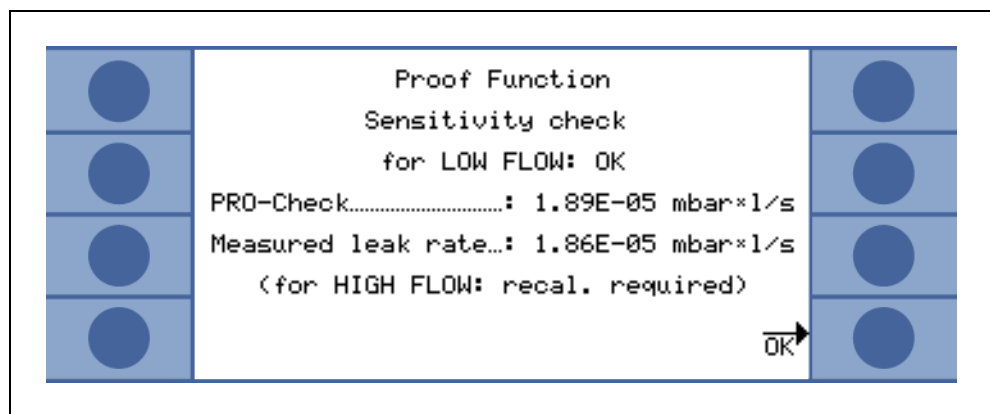 Proof Function
Sensitivity check
for LOW FLOW: OK
PRO-Check..............................: 1.89E-05 mbar*l/s
Measured leak rate...: 1.86E-05 mbar*l/s
(for HIGH FLOW: recal. required)
OK